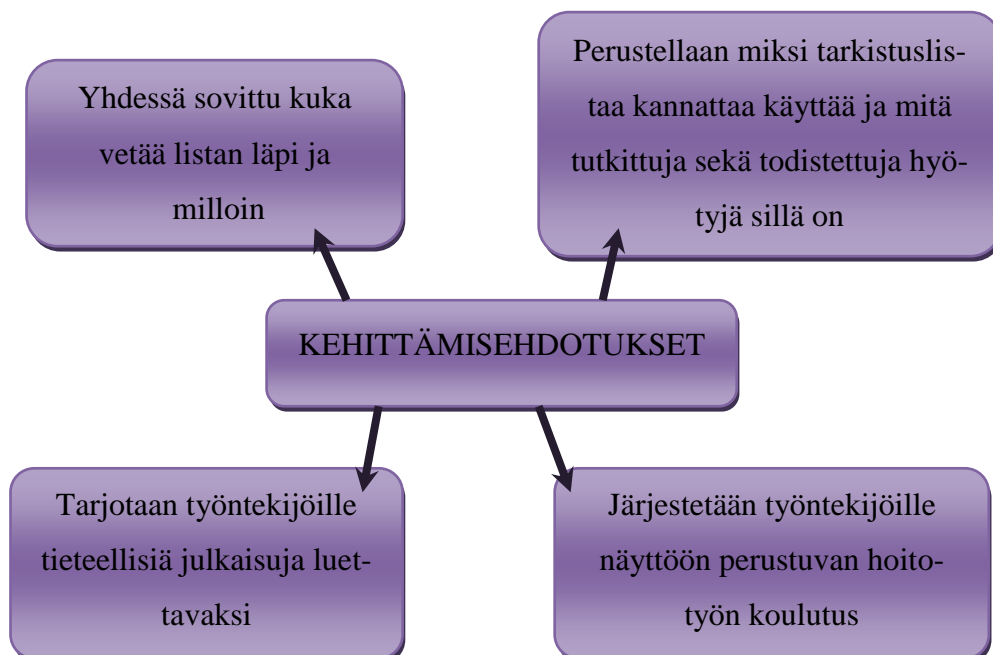 Yhdessä sovittu kuka
vetää listan läpi ja
milloin
Perustellaan miksi tarkistuslis-
taa kannattaa käyttää ja mitä
tutkittuja sekä todistettuja hyö-
tyjä sillä on
KEHITTÄMISEHDOTUKSET
Tarjotaan työntekijöille
tieteellisiä julkaisuja luet-
tavaksi
Järjestetään työntekijöille
näyttöön perustuvan hoito-
työn koulutus